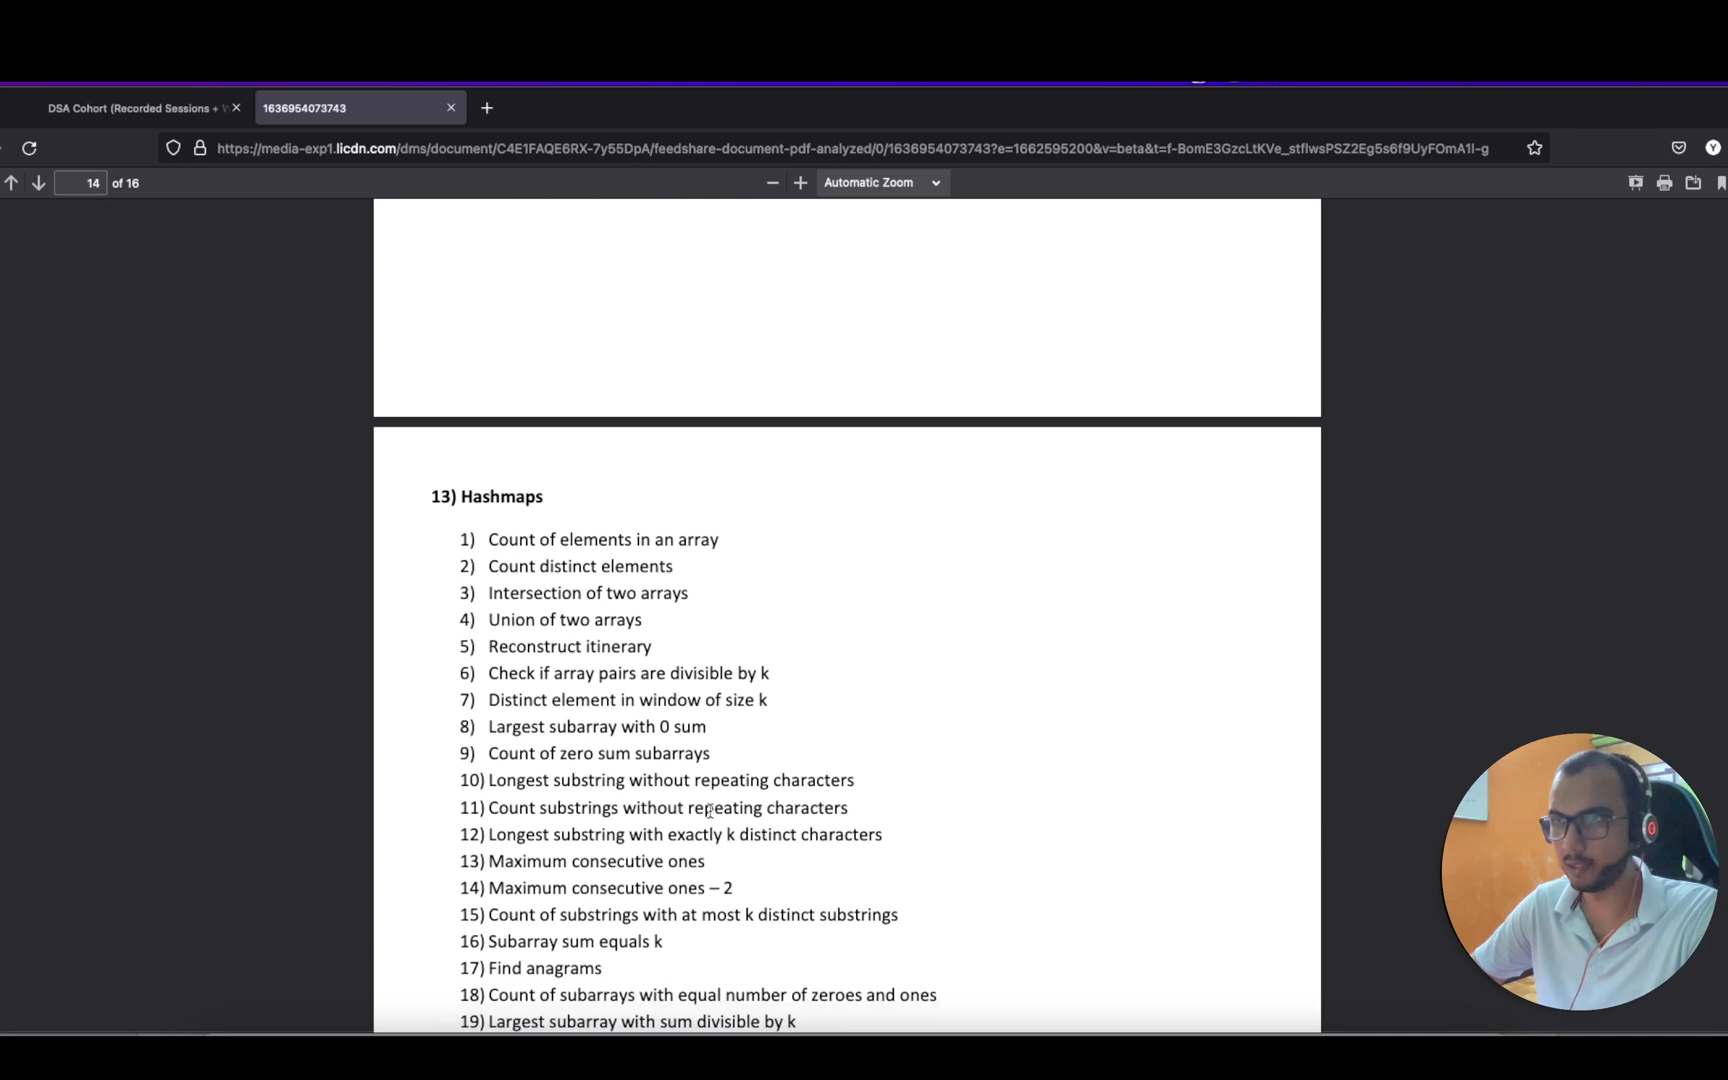 DSA Cohort (Recorded Sessions +
1636954073743
https://media-exp1.licdn.com/dms/document/C4E1FAQE6RX-7y55DpA/feedshare-document-pdf-analyzed/0/1636954073743?e=1662595200&v=beta&t=f-BomE3GzcLtKVe_stflwsPSZ2Eg5s6f9UyFOmA1I-g
Y
14 of 16
Automatic Zoom
13) Hashmaps
1) Count of elements in an array
2) Count distinct elements
3) Intersection of two arrays
4) Union of two arrays
5) Reconstruct itinerary
6) Check if array pairs are divisible by k
7) Distinct element in window of size k
8) Largest subarray with 0 sum
9) Count of zero sum subarrays
10) Longest substring without repeating characters
11) Count substrings without repeating characters
12) Longest substring with exactly k distinct characters
13) Maximum consecutive ones
14) Maximum consecutive ones – 2
15) Count of substrings with at most k distinct substrings
16) Subarray sum equals k
17) Find anagrams
18) Count of subarrays with equal number of zeroes and ones
19) Largest subarray with sum divisible by k